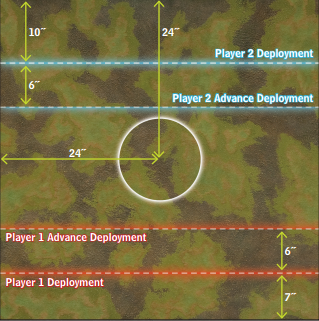 10″
24″
Player 2 Deployment
6″
Player 2 Advance Deployment
24″
Player 1 Advance Deployment
6″
Player 1 Deployment
7″